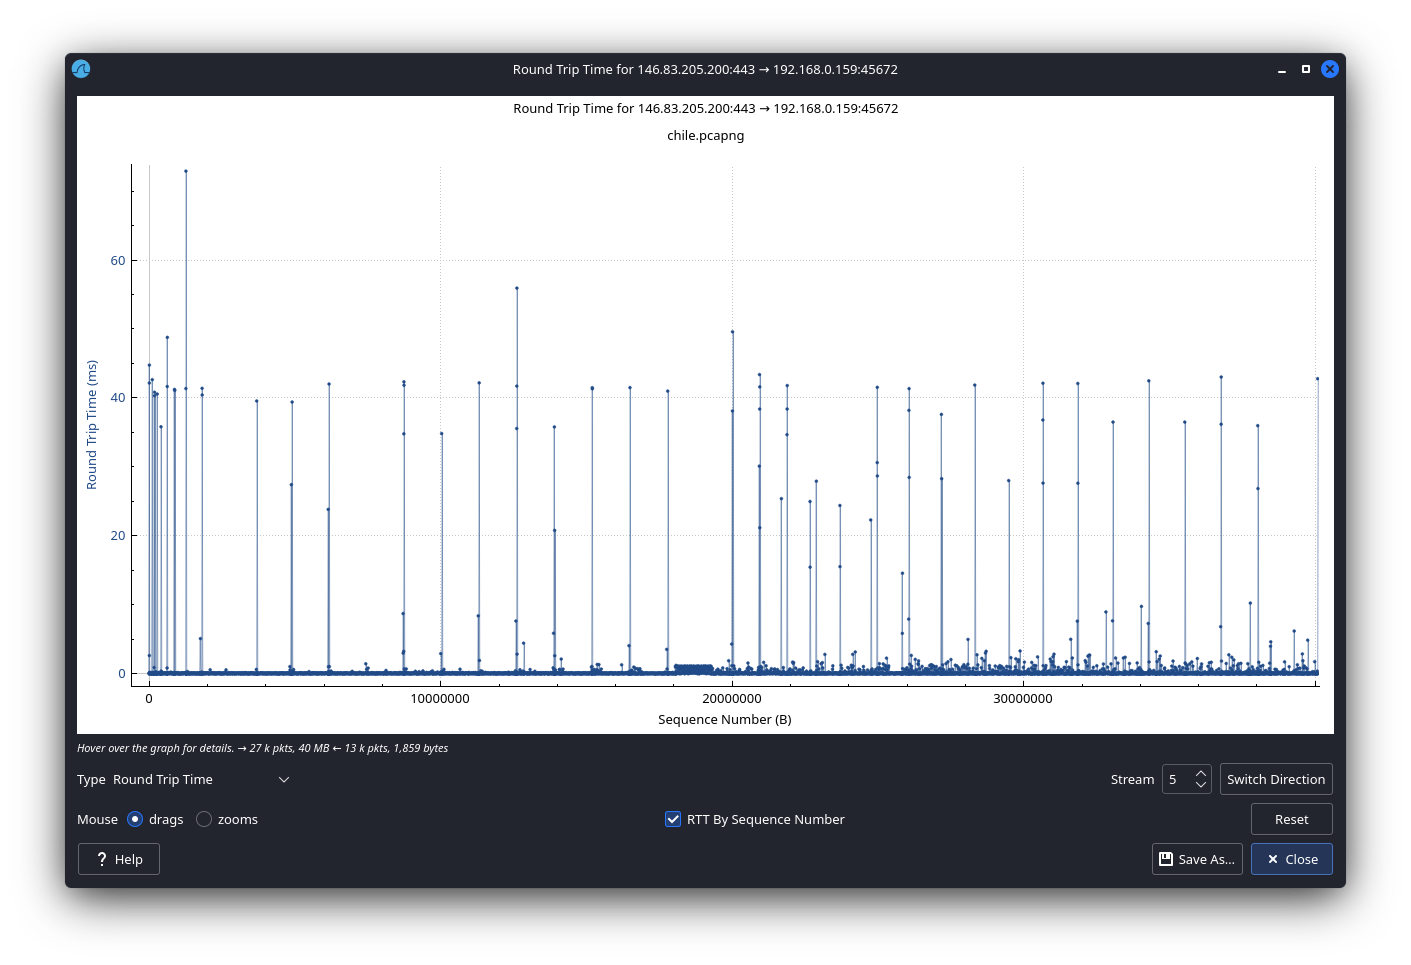 Round Trip Time for 146.83.205.200:443 → 192.168.0.159:45672
Round Trip Time for 146.83.205.200:443 → 192.168.0.159:45672
chile.pcapng
Round Trip Time (ms)
60
40
20
0
0 10000000 20000000 30000000
Sequence Number (B)
Hover over the graph for details. → 27 k pkts, 40 MB ← 13 k pkts, 1,859 bytes
Type Round Trip Time Stream 5 Switch Direction
Mouse drags zooms RTT By Sequence Number Reset
? Help Save As... Close